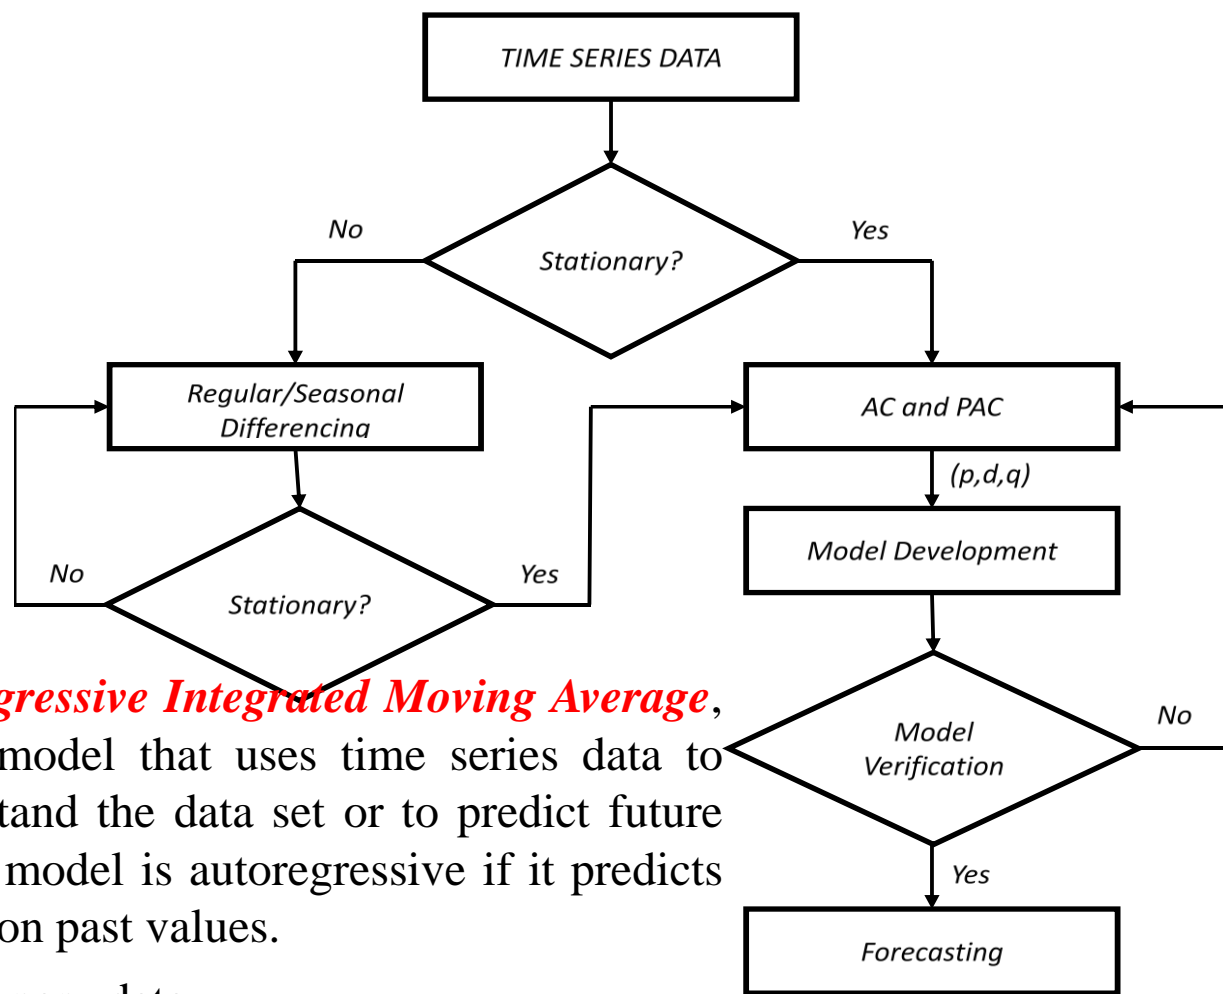 TIME SERIES DATA
No
Yes
Stationary?
Regular/Seasonal
Differencing
AC and PAC
(p,d,q)
Model Development
No
Yes
Stationary?
Model
Verification
No
Yes
Forecasting
gressive Integrated Moving Average,
model that uses time series data to
tand the data set or to predict future
model is autoregressive if it predicts
on past values.